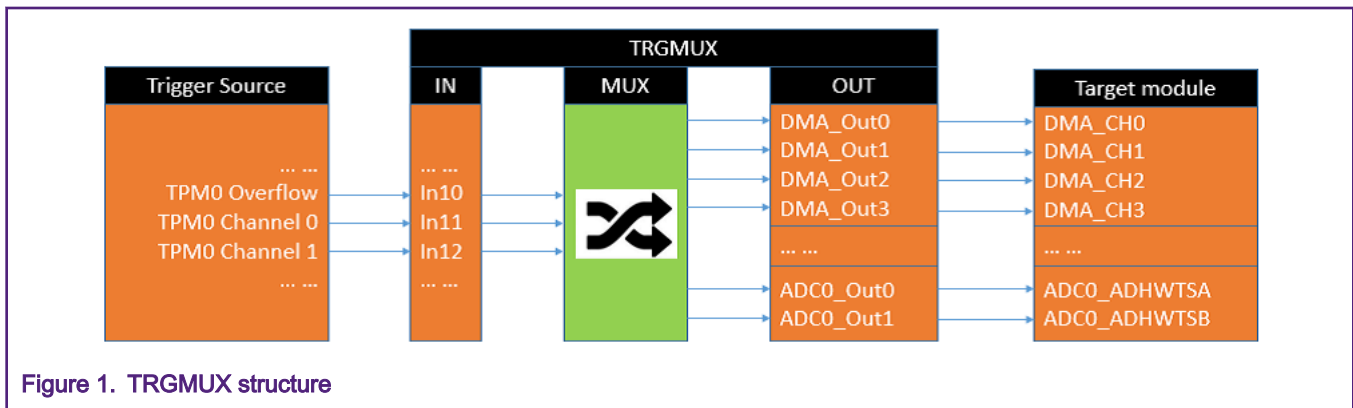 TRGMUX
Trigger Source
IN
MUX
OUT
Target module
... ...
TPM0 Overflow
TPM0 Channel 0
TPM0 Channel 1
... ...
... ...
In10
In11
In12
... ...
DMA_Out0
DMA_Out1
DMA_Out2
DMA_Out3
... ...
ADC0_Out0
ADC0_Out1
DMA_CH0
DMA_CH1
DMA_CH2
DMA_CH3
... ...
ADC0_ADHWTSA
ADC0_ADHWTSB
Figure 1. TRGMUX structure